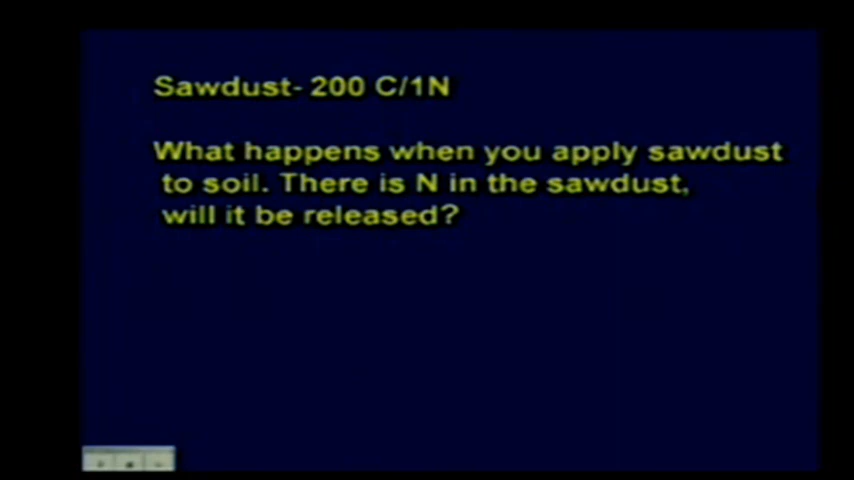 Sawdust- 200 C/1N
What happens when you apply sawdust
to soil. There is N in the sawdust,
will it be released?